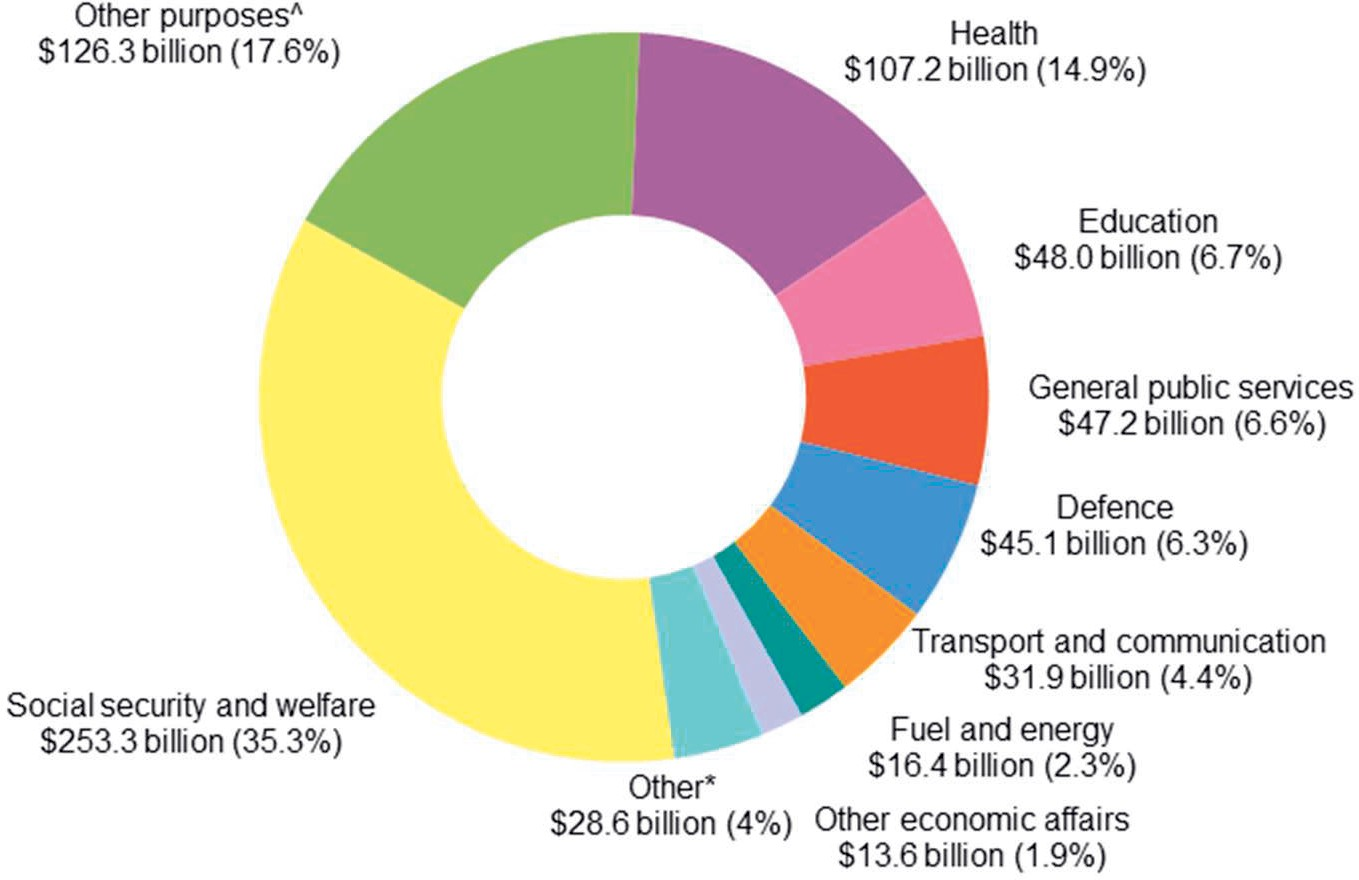 Other purposes^
$126.3 billion (17.6%)
Health
$107.2 billion (14.9%)
Education
$48.0 billion (6.7%)
General public services
$47.2 billion (6.6%)
Defence
$45.1 billion (6.3%)
Transport and communication
$31.9 billion (4.4%)
Fuel and energy
$16.4 billion (2.3%)
Other economic affairs
$13.6 billion (1.9%)
Other*
$28.6 billion (4%)
Social security and welfare
$253.3 billion (35.3%)